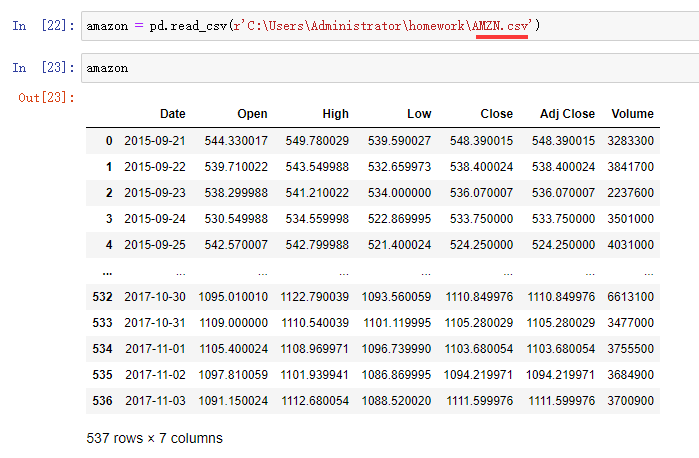 In [22]: amazon = pd.read_csv(r'C:\Users\Administrator\homework\AMZN.csv')
In [23]: amazon
Out[23]:
Date Open High Low Close Adj Close Volume
0 2015-09-21 544.330017 549.780029 539.590027 548.390015 548.390015 3283300
1 2015-09-22 539.710022 543.549988 532.659973 538.400024 538.400024 3841700
2 2015-09-23 538.299988 541.210022 534.000000 536.070007 536.070007 2237600
3 2015-09-24 530.549988 534.559998 522.869995 533.750000 533.750000 3501000
4 2015-09-25 542.570007 542.799988 521.400024 524.250000 524.250000 4031000
... ... ... ... ... ... ... ...
532 2017-10-30 1095.010010 1122.790039 1093.560059 1110.849976 1110.849976 6613100
533 2017-10-31 1109.000000 1110.540039 1101.119995 1105.280029 1105.280029 3477000
534 2017-11-01 1105.400024 1108.969971 1096.739990 1103.680054 1103.680054 3755500
535 2017-11-02 1097.810059 1101.939941 1086.869995 1094.219971 1094.219971 3684900
536 2017-11-03 1091.150024 1112.680054 1088.520020 1111.599976 1111.599976 3700900
537 rows × 7 columns